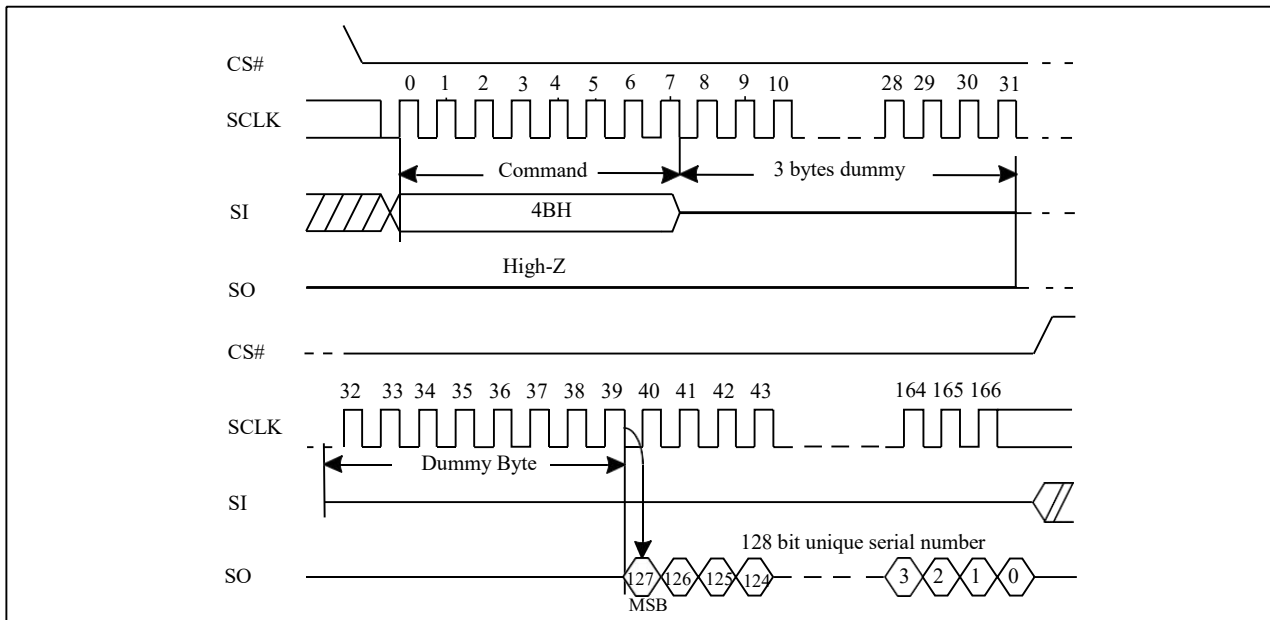 CS#
0 1 2 3 4 5 6 7 8 9 10 28 29 30 31
SCLK
Command 3 bytes dummy
SI 4BH
High-Z
SO
CS#
32 33 34 35 36 37 38 39 40 41 42 43 164 165 166
SCLK
Dummy Byte
SI
128 bit unique serial number
SO 127 126 125 124 3 2 1 0
MSB